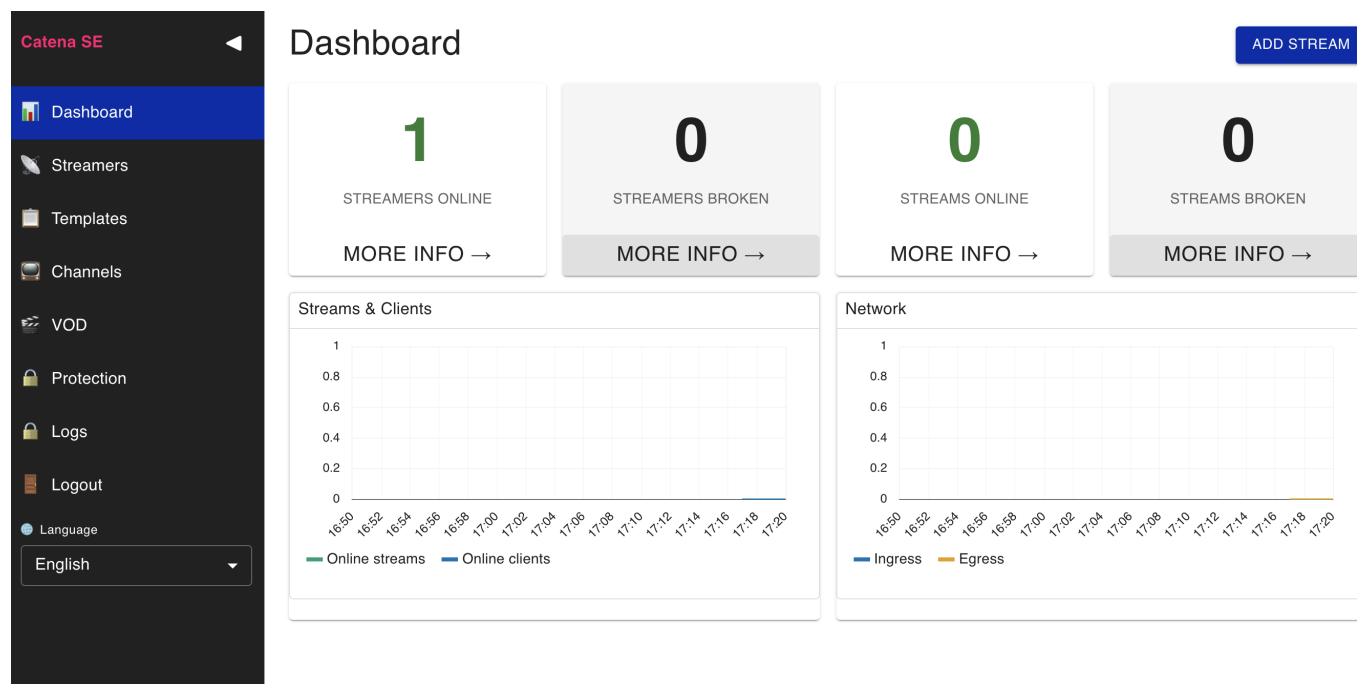 Catena SE
Dashboard
Streamers
Templates
Channels
VOD
Protection
Logs
Logout
Language
English
Dashboard
ADD STREAM
1
STREAMERS ONLINE
MORE INFO →
0
STREAMERS BROKEN
MORE INFO →
0
STREAMS ONLINE
MORE INFO →
0
STREAMS BROKEN
MORE INFO →
Streams & Clients
1
0.8
0.6
0.4
0.2
0
16:50 16:52 16:54 16:56 16:58 17:00 17:02 17:04 17:06 17:08 17:10 17:12 17:14 17:16 17:18 17:20
Online streams Online clients
Network
1
0.8
0.6
0.4
0.2
0
16:50 16:52 16:54 16:56 16:58 17:00 17:02 17:04 17:06 17:08 17:10 17:12 17:14 17:16 17:18 17:20
Ingress Egress